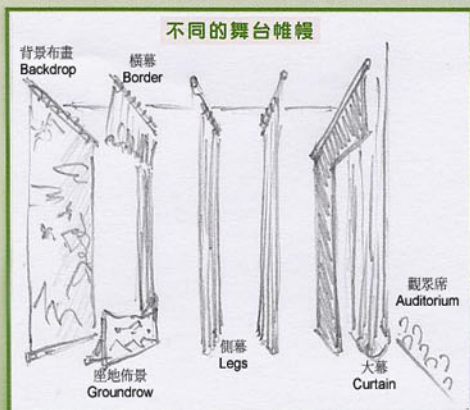 不同的舞台帷幔
背景布畫
Backdrop
橫幕
Border
觀眾席
Auditorium
側幕
Legs
大幕
Curtain
座地佈景
Groundrow